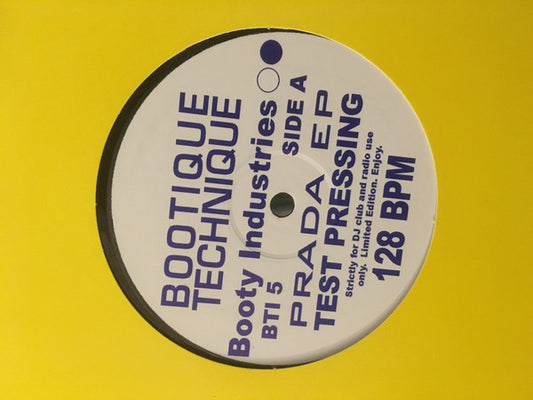 BOOTIQUE
TECHNIQUE
Booty Industries
BTI 5 SIDE A
PRADA EP
TEST PRESSING
Strictly for DJ club and radio use
only. Limited Edition. Enjoy.
128 BPM